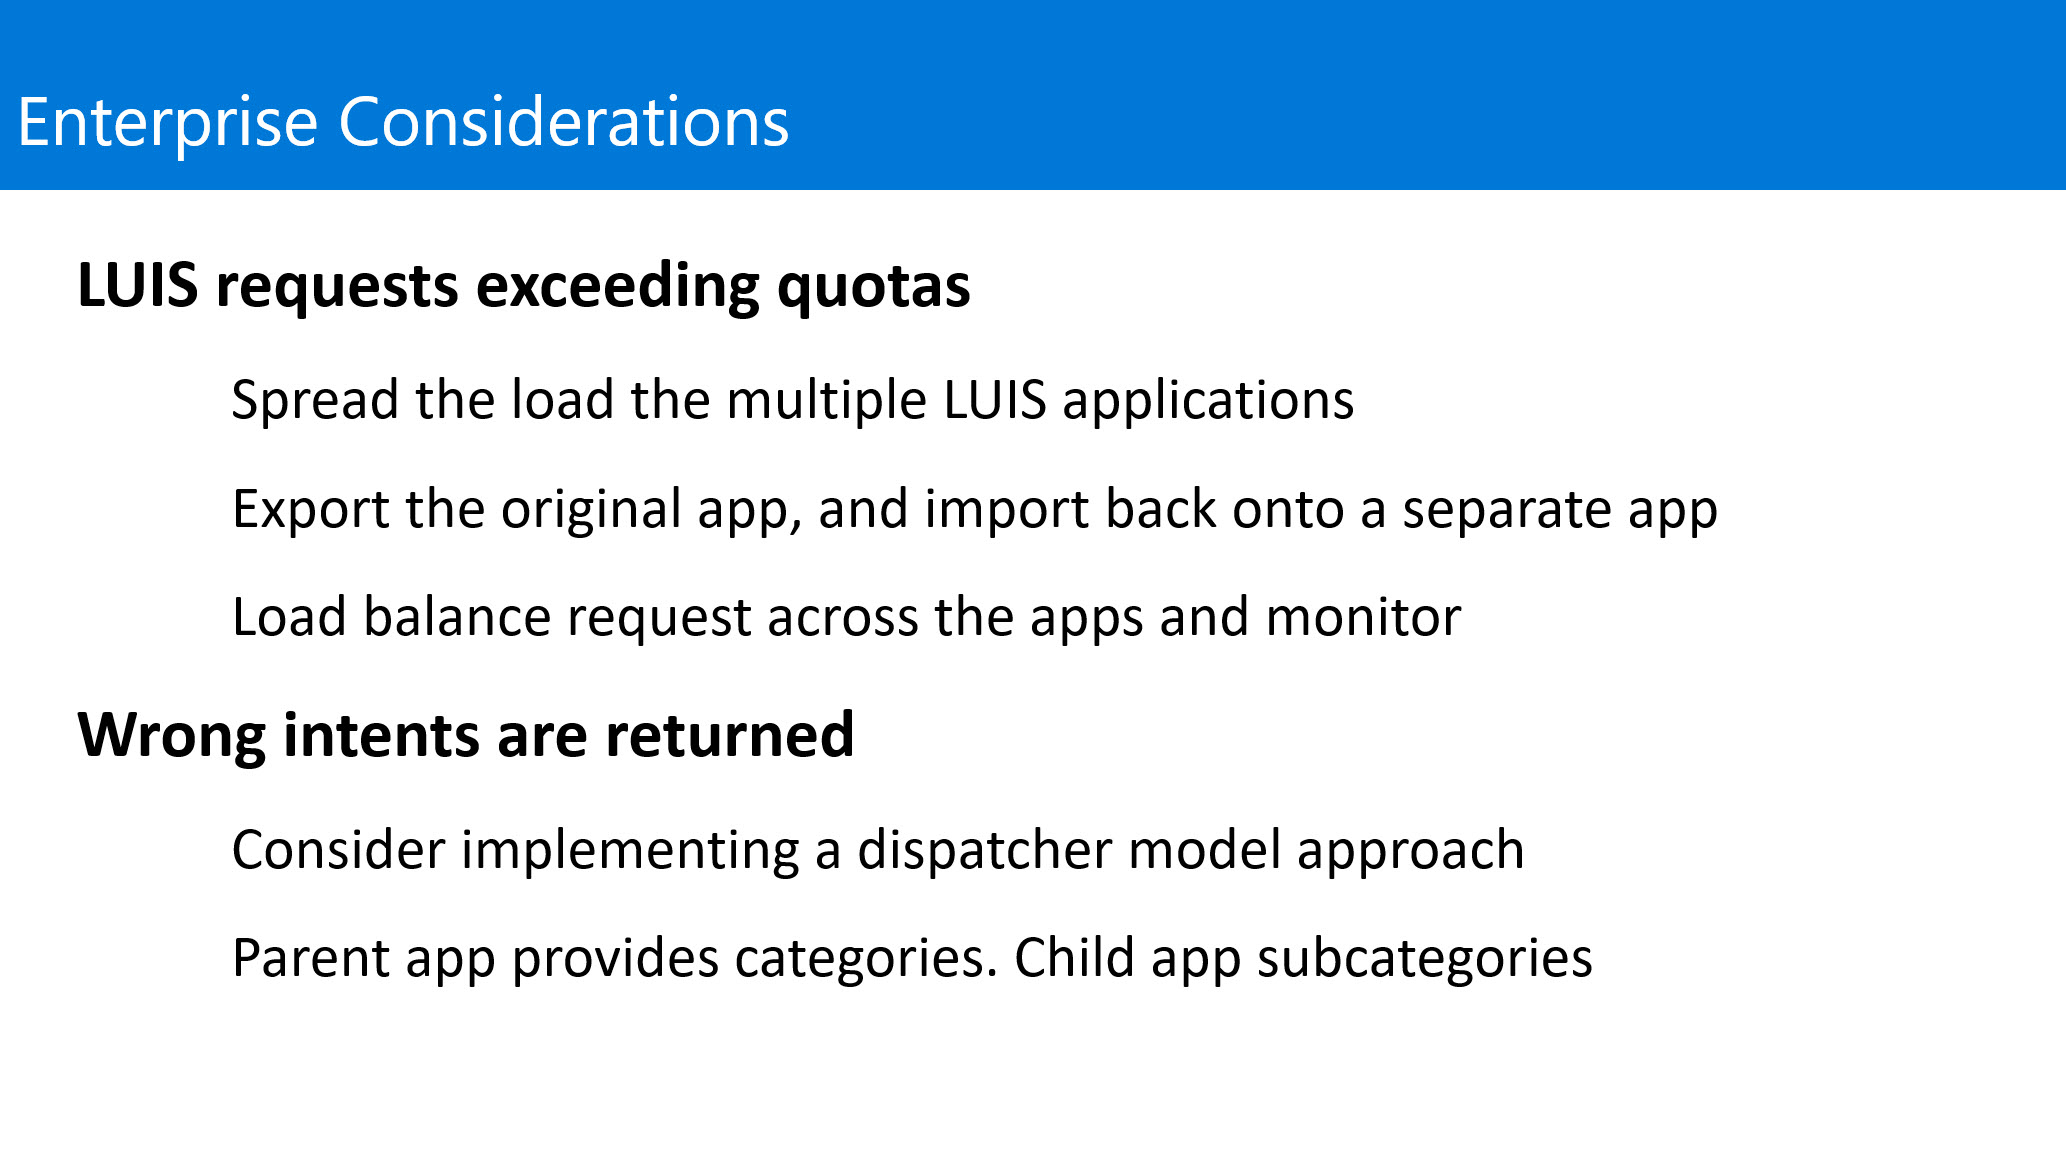 Enterprise Considerations
LUIS requests exceeding quotas
Spread the load the multiple LUIS applications
Export the original app, and import back onto a separate app
Load balance request across the apps and monitor
Wrong intents are returned
Consider implementing a dispatcher model approach
Parent app provides categories. Child app subcategories